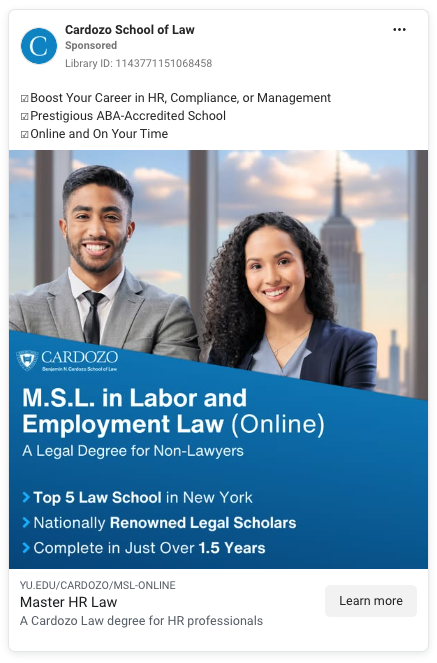 Cardozo School of Law
Sponsored
Library ID: 1143771151068458
☑Boost Your Career in HR, Compliance, or Management
☑Prestigious ABA-Accredited School
☑Online and On Your Time
CARDOZO
Benjamin N. Cardozo School of Law
M.S.L. in Labor and
Employment Law (Online)
A Legal Degree for Non-Lawyers
Top 5 Law School in New York
Nationally Renowned Legal Scholars
Complete in Just Over 1.5 Years
YU.EDU/CARDOZO/MSL-ONLINE
Master HR Law
A Cardozo Law degree for HR professionals
Learn more